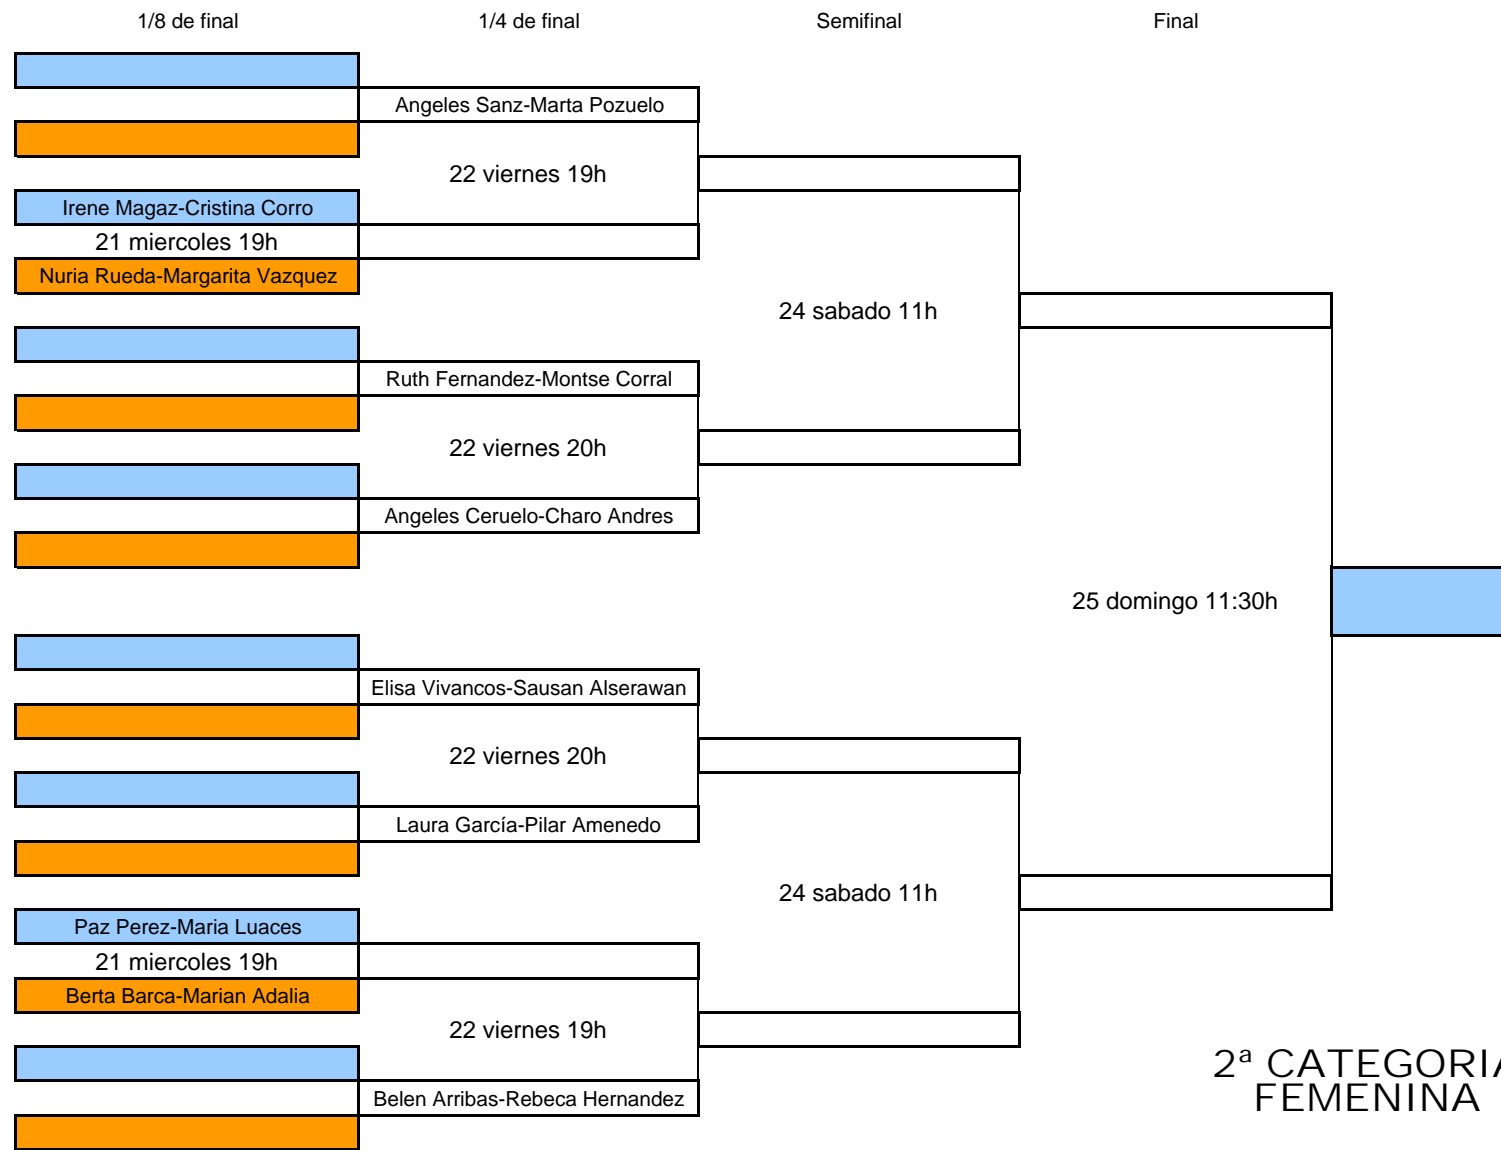 1/8 de final
1/4 de final
Semifinal
Final
Angeles Sanz-Marta Pozuelo
22 viernes 19h
Irene Magaz-Cristina Corro
21 miercoles 19h
Nuria Rueda-Margarita Vazquez
24 sabado 11h
Ruth Fernandez-Montse Corral
22 viernes 20h
Angeles Ceruelo-Charo Andres
25 domingo 11:30h
Elisa Vivancos-Sausan Alserawan
22 viernes 20h
Laura García-Pilar Amenedo
24 sabado 11h
Paz Perez-Maria Luaces
21 miercoles 19h
Berta Barca-Marian Adalia
22 viernes 19h
Belen Arribas-Rebeca Hernandez
2ª CATEGORIA
FEMENINA